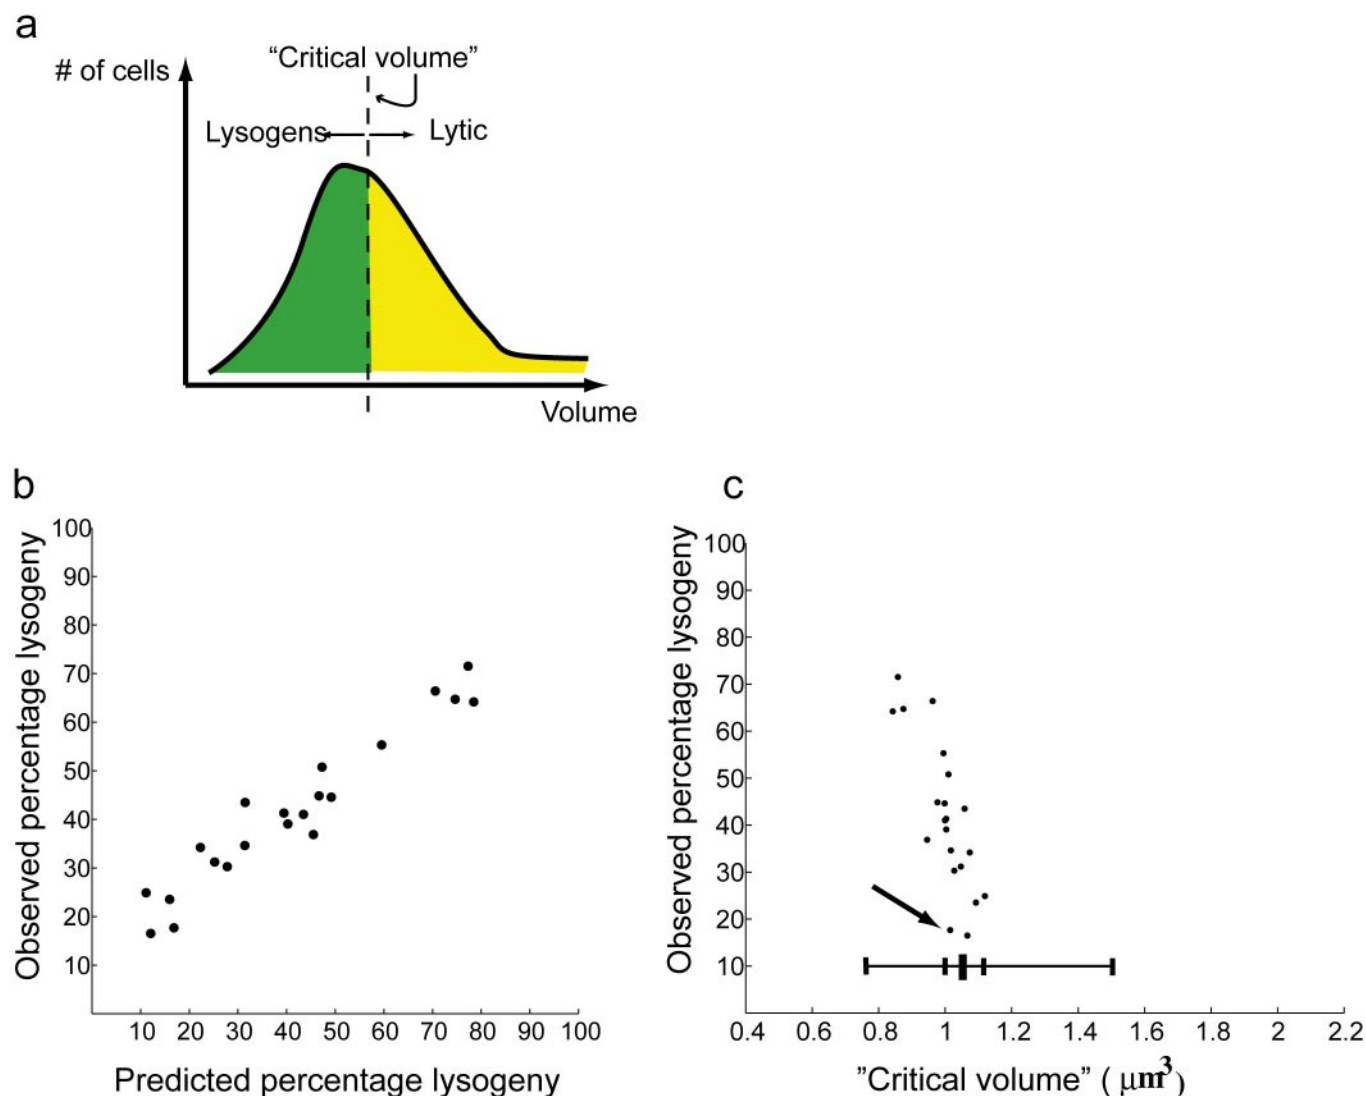 a
"Critical volume"
# of cells
Lysogens
Lytic
Volume
b
Observed percentage lysogeny
100
90
80
70
60
50
40
30
20
10
10 20 30 40 50 60 70 80 90 100
Predicted percentage lysogeny
c
Observed percentage lysogeny
100
90
80
70
60
50
40
30
20
10
0.4 0.6 0.8 1 1.2 1.4 1.6 1.8 2 2.2
"Critical volume" ( μm³)